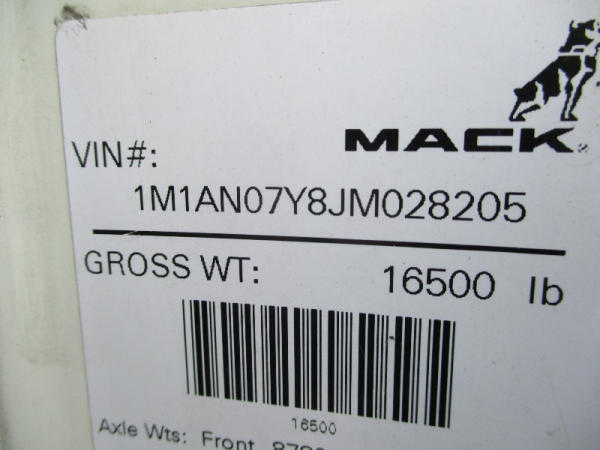 MACK
VIN#:
1M1AN07Y8JM028205
GROSS WT: 16500 lb
16500
Axle Wts: Front